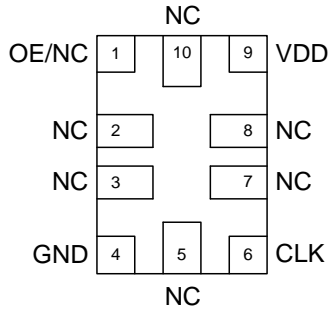 NC
OE/NC 1 10 9 VDD
NC 2 8 NC
NC 3 7 NC
GND 4 5 6 CLK
NC